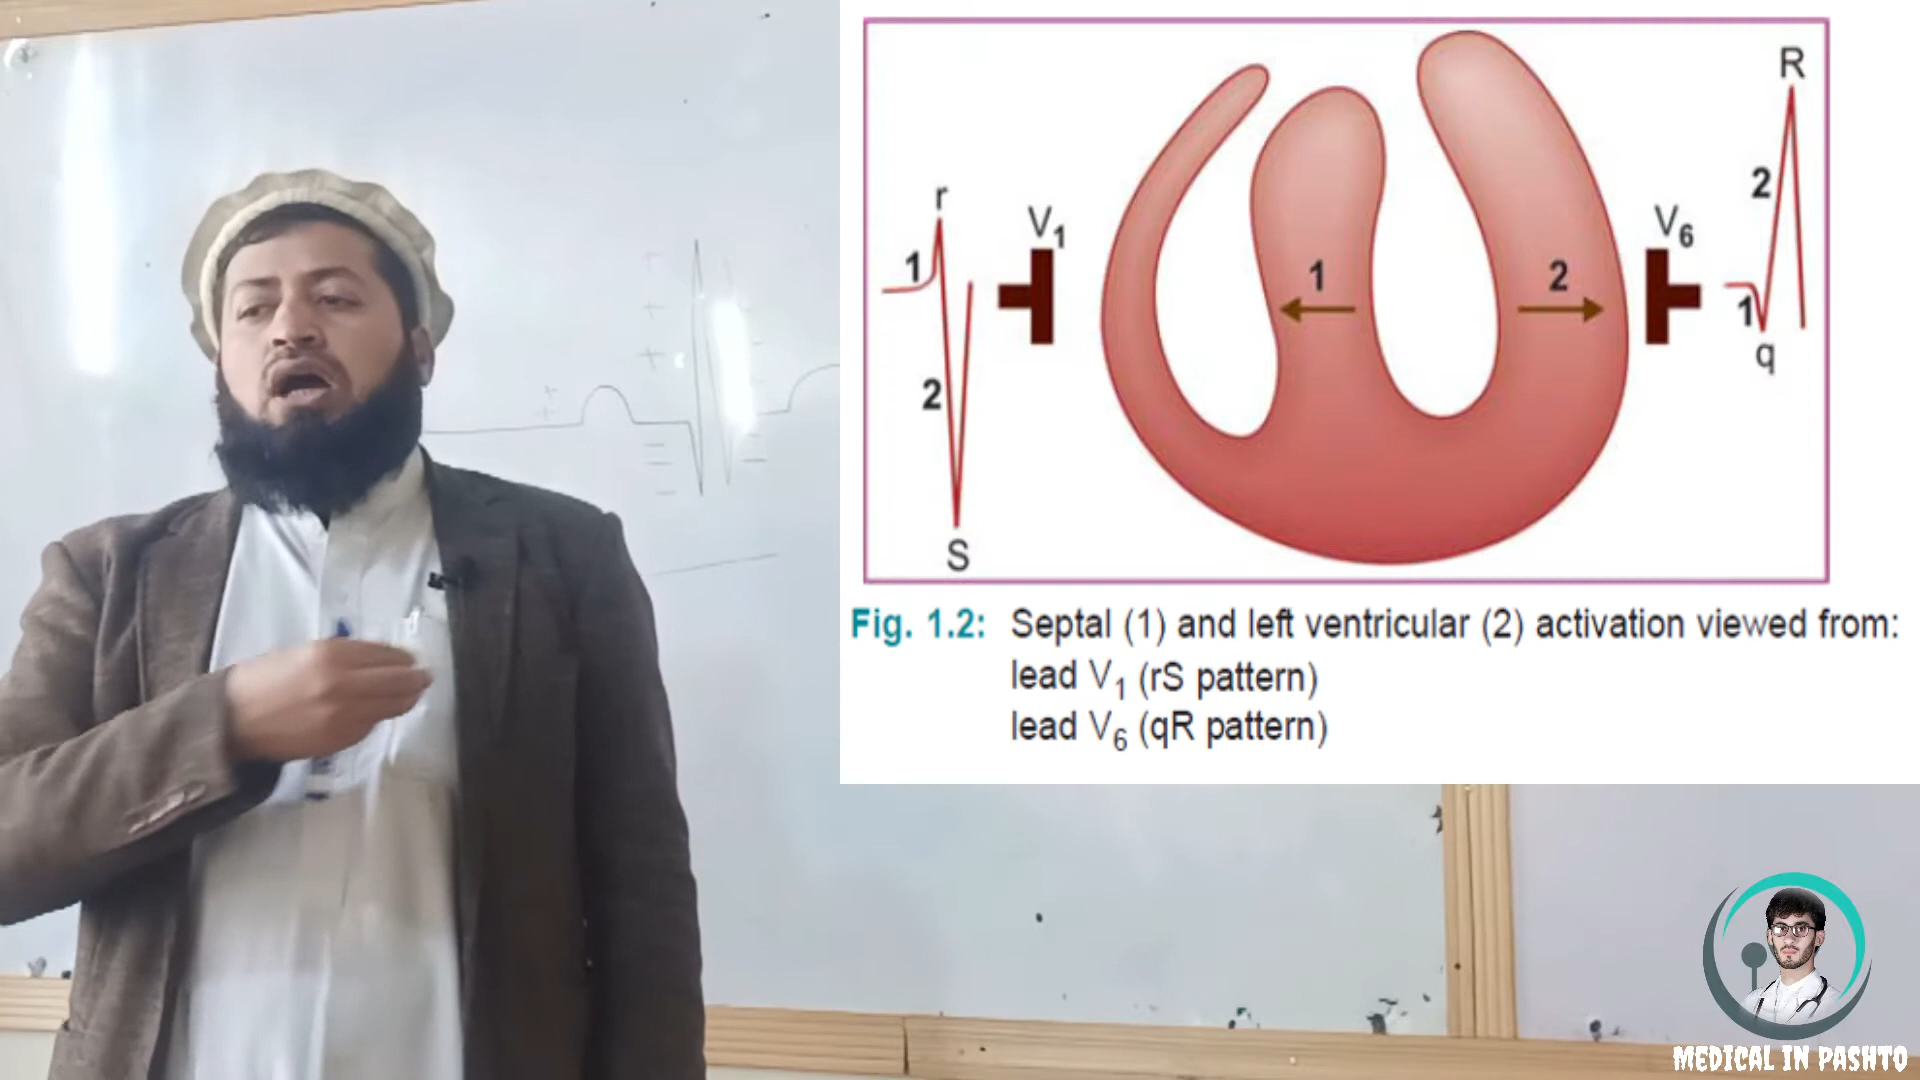 R
2
r
V1
V6
1
1
2
1
q
2
S
Fig. 1.2: Septal (1) and left ventricular (2) activation viewed from:
lead V1 (rS pattern)
lead V6 (qR pattern)
MEDICAL IN PASHTO